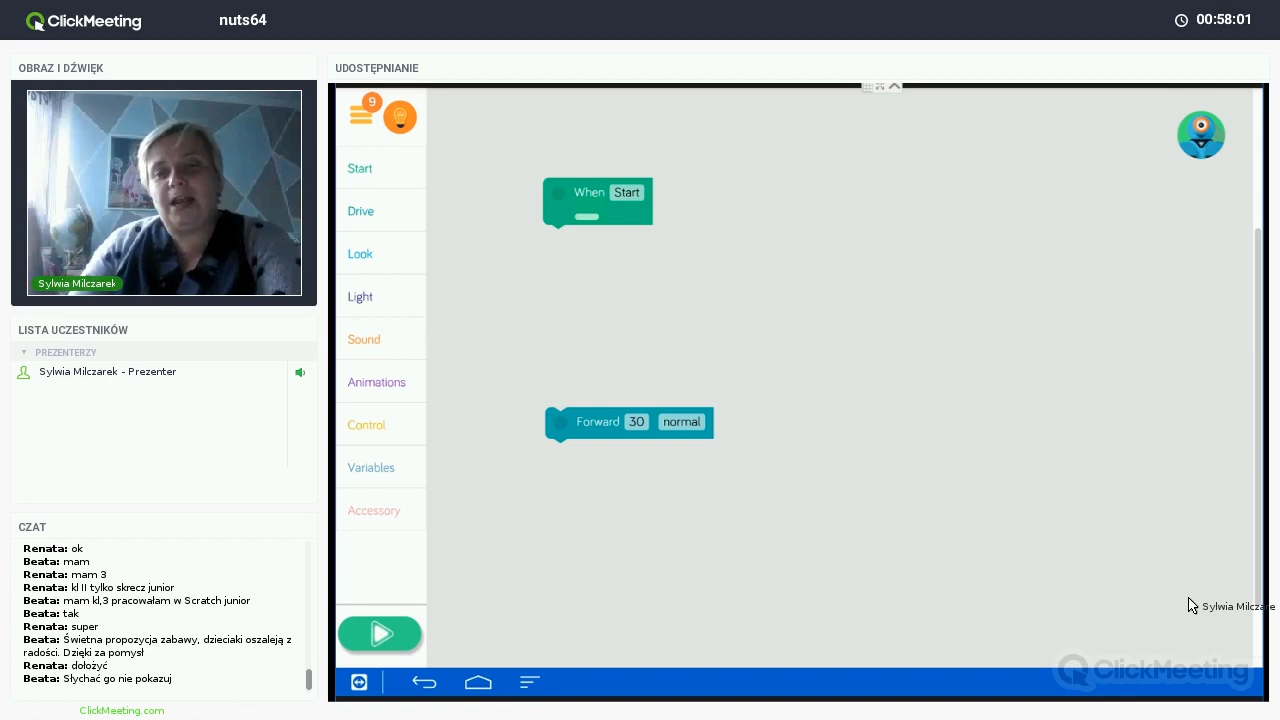 ClickMeeting
nuts64
00:58:01
OBRAZ I DŹWIĘK
Sylwia Milczarek
LISTA UCZESTNIKÓW
PREZENTERZY
Sylwia Milczarek - Prezenter
CZAT
Renata: ok
Beata: mam
Renata: mam 3
Renata: kl II tylko skrecz junior
Beata: mam kl,3 pracowałam w Scratch junior
Beata: tak
Renata: super
Beata: Świetna propozycja zabawy, dzieciaki oszaleją z
radości. Dzięki za pomysł
Renata: dołożyć
Beata: Słychać go nie pokazuj
ClickMeeting.com
UDOSTĘPNIANIE
9
Start
Drive
Look
Light
Sound
Animations
Control
Variables
Accessory
When Start
Forward 30 normal
Sylwia Milczare
ClickMeeting